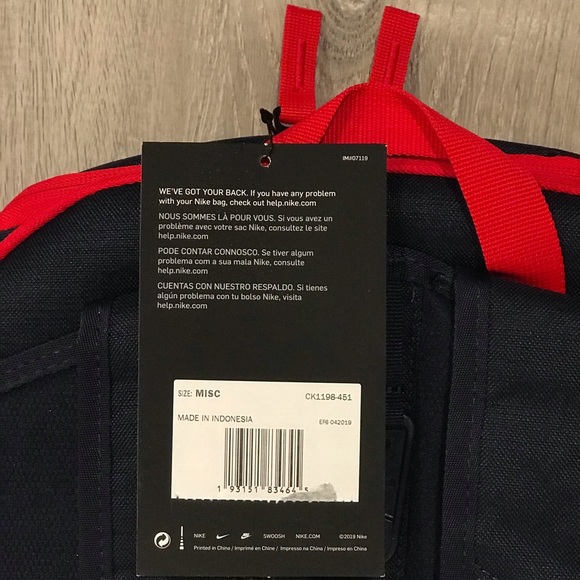 IM#07119
WE'VE GOT YOUR BACK. If you have any problem
with your Nike bag, check out help.nike.com
NOUS SOMMES LÀ POUR VOUS. Si vous avez un
problème avec votre sac Nike, consultez le site
help.nike.com
PODE CONTAR CONNOSCO. Se tiver algum
problema com a sua mala Nike, consulte
help.nike.com
CUENTAS CON NUESTRO RESPALDO. Si tienes
algún problema con tu bolso Nike, visita
help.nike.com
SIZE: MISC CK1198-451
MADE IN INDONESIA EF6 042019
1 93151 83464 5
NIKE SWOOSH NIKE.COM ©2019 Nike
Printed in China / Imprimé en Chine / Impresso na China / Impreso en China